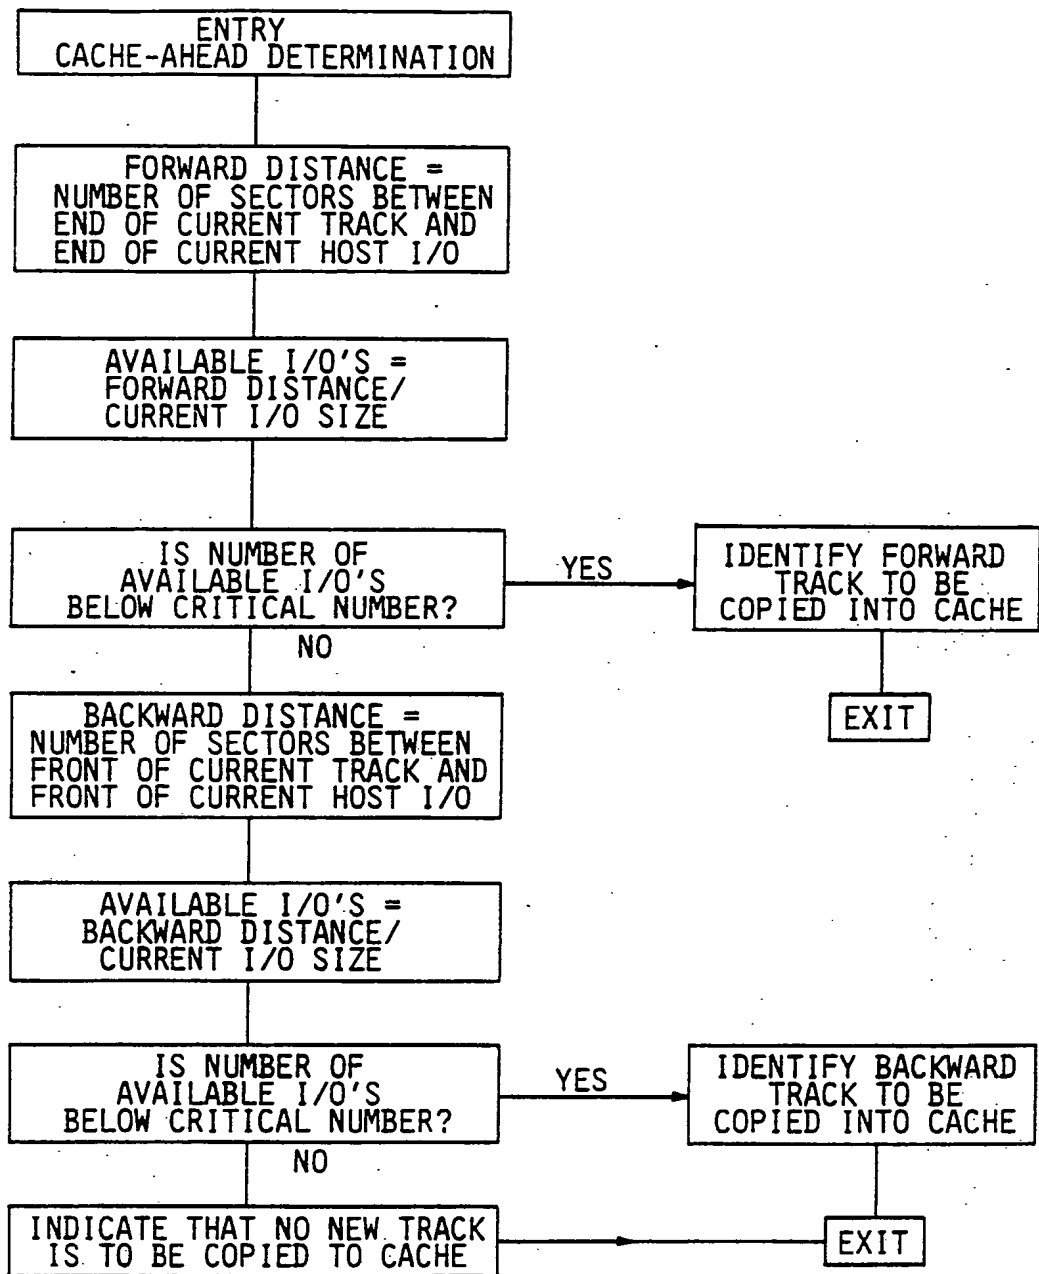 ENTRY
CACHE-AHEAD DETERMINATION
FORWARD DISTANCE =
NUMBER OF SECTORS BETWEEN
END OF CURRENT TRACK AND
END OF CURRENT HOST I/O
AVAILABLE I/O'S =
FORWARD DISTANCE/
CURRENT I/O SIZE
IS NUMBER OF
AVAILABLE I/O'S
BELOW CRITICAL NUMBER?
YES
IDENTIFY FORWARD
TRACK TO BE
COPIED INTO CACHE
NO
EXIT
BACKWARD DISTANCE =
NUMBER OF SECTORS BETWEEN
FRONT OF CURRENT TRACK AND
FRONT OF CURRENT HOST I/O
AVAILABLE I/O'S =
BACKWARD DISTANCE/
CURRENT I/O SIZE
IS NUMBER OF
AVAILABLE I/O'S
BELOW CRITICAL NUMBER?
YES
IDENTIFY BACKWARD
TRACK TO BE
COPIED INTO CACHE
NO
INDICATE THAT NO NEW TRACK
IS TO BE COPIED TO CACHE
EXIT